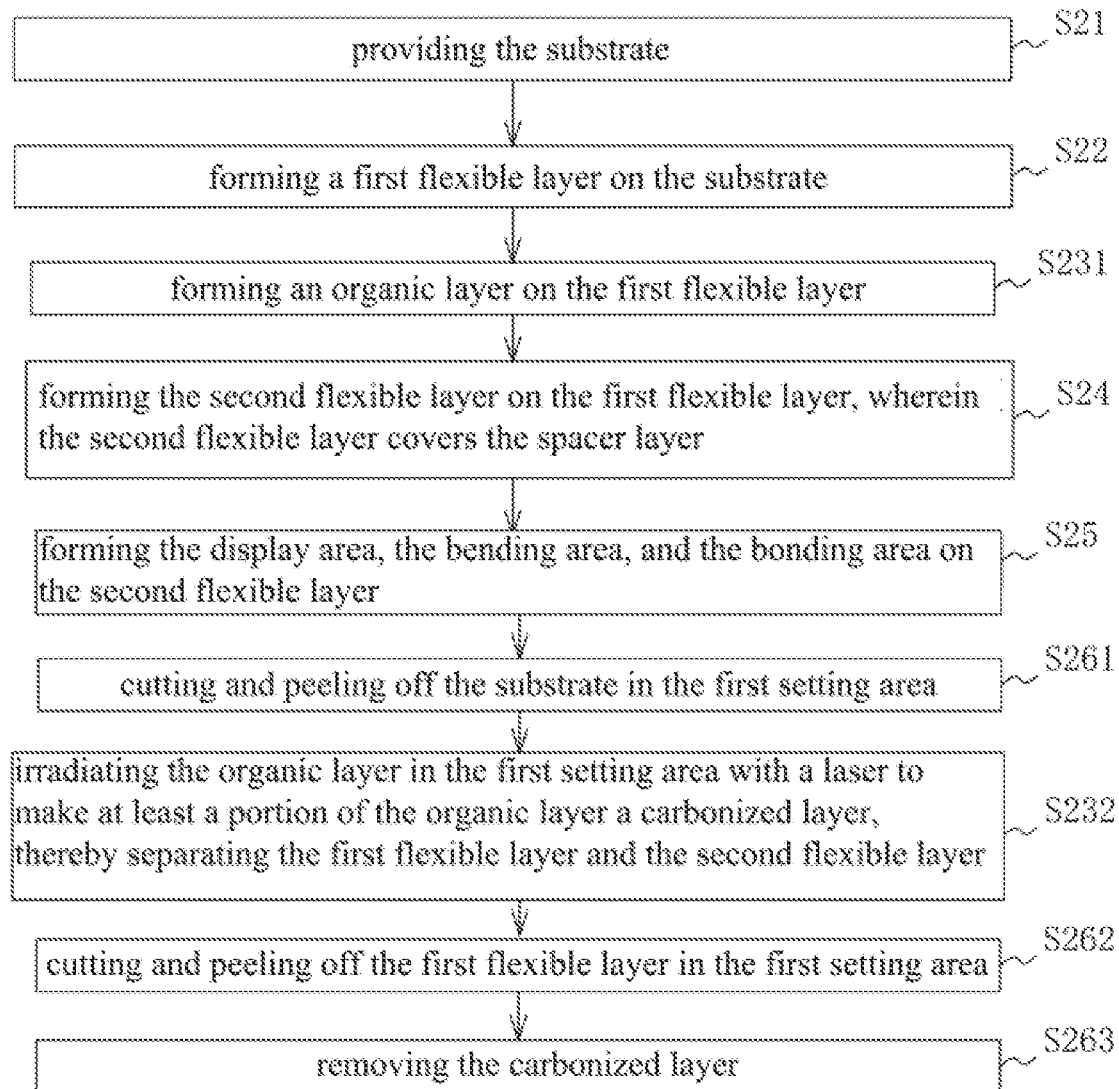 S21
providing the substrate
S22
forming a first flexible layer on the substrate
S231
forming an organic layer on the first flexible layer
forming the second flexible layer on the first flexible layer, wherein
the second flexible layer covers the spacer layer
S24
forming the display area, the bending area, and the bonding area on
the second flexible layer
S25
S261
cutting and peeling off the substrate in the first setting area
irradiating the organic layer in the first setting area with a laser to
make at least a portion of the organic layer a carbonized layer,
thereby separating the first flexible layer and the second flexible layer
S232
S262
cutting and peeling off the first flexible layer in the first setting area
S263
removing the carbonized layer